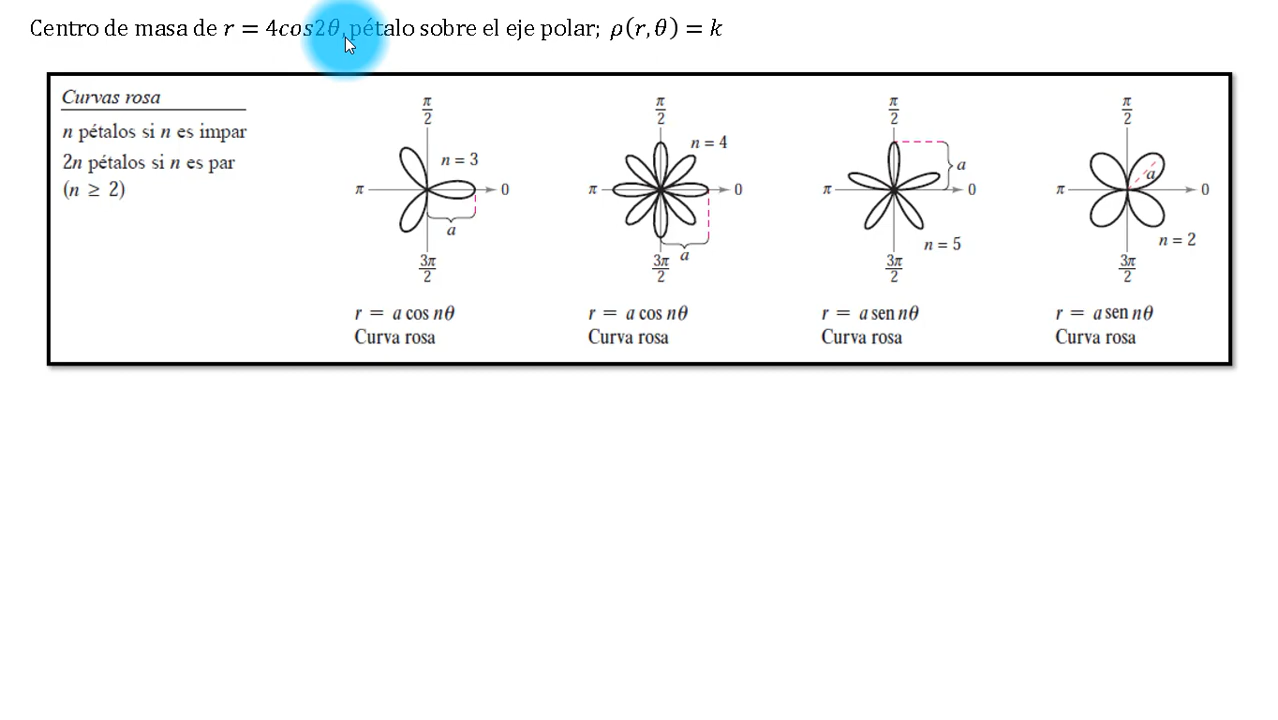 Centro de masa de r = 4cos2θ, pétalo sobre el eje polar; ρ(r, θ) = k
Curvas rosa
n pétalos si n es impar
2n pétalos si n es par
(n ≥ 2)
π/2
n = 3
π
0
a
3π/2
r = a cos nθ
Curva rosa
π/2
n = 4
π
0
a
3π/2
r = a cos nθ
Curva rosa
π/2
a
π
0
n = 5
3π/2
r = a sen nθ
Curva rosa
π/2
a
π
0
n = 2
3π/2
r = a sen nθ
Curva rosa